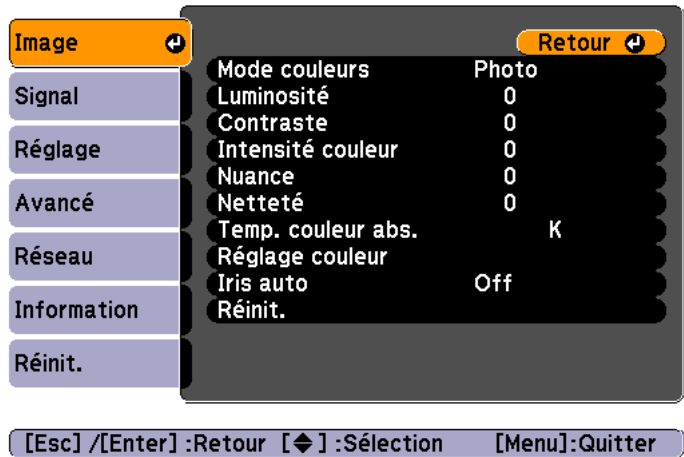 Image
Signal
Réglage
Avancé
Réseau
Information
Réinit.
Retour
Mode couleurs Photo
Luminosité 0
Contraste 0
Intensité couleur 0
Nuance 0
Netteté 0
Temp. couleur abs. K
Réglage couleur
Iris auto Off
Réinit.
[Esc] /[Enter] :Retour [◆] :Sélection [Menu]:Quitter